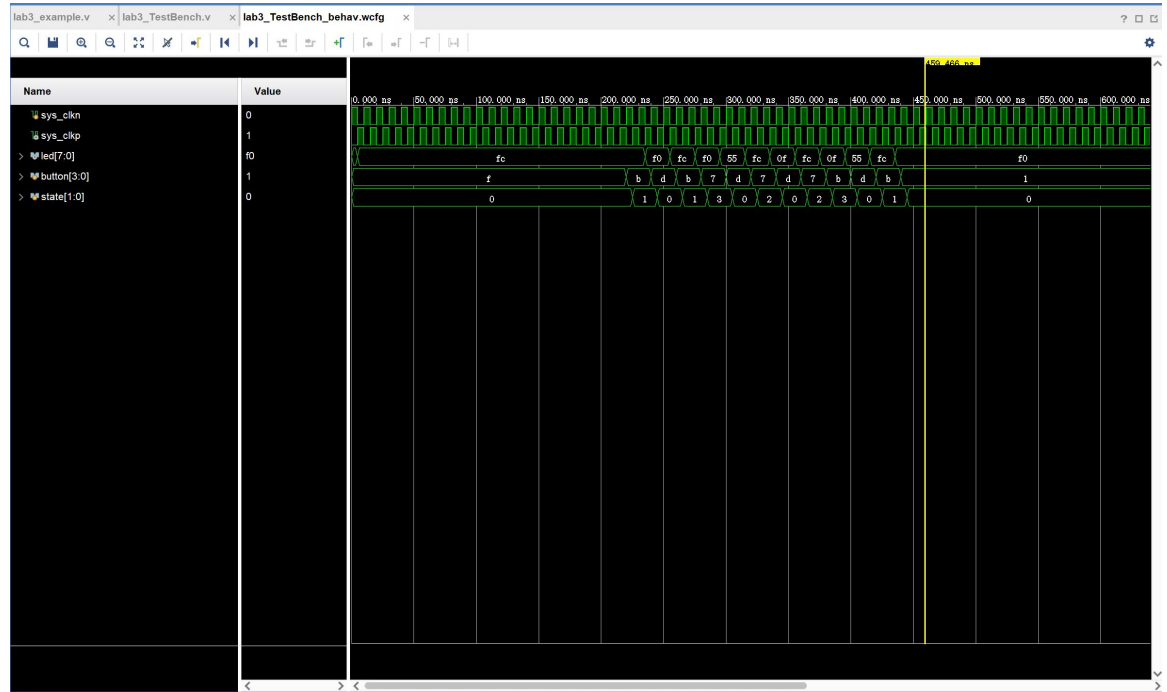 lab3_example.v × lab3_TestBench.v × lab3_TestBench_behav.wcfg ×
?
459.466 ns
Name Value
0.000 ns 50.000 ns 100.000 ns 150.000 ns 200.000 ns 250.000 ns 300.000 ns 350.000 ns 400.000 ns 450.000 ns 500.000 ns 550.000 ns 600.000 ns
sys_clkn 0
sys_clkp 1
> led[7:0] f0 fc f0 fc f0 55 fc 0f fc 0f 55 fc f0
> button[3:0] 1 f b d b 7 d 7 d 7 b d b 1
> state[1:0] 0 0 1 0 1 3 0 2 0 2 3 0 1 0